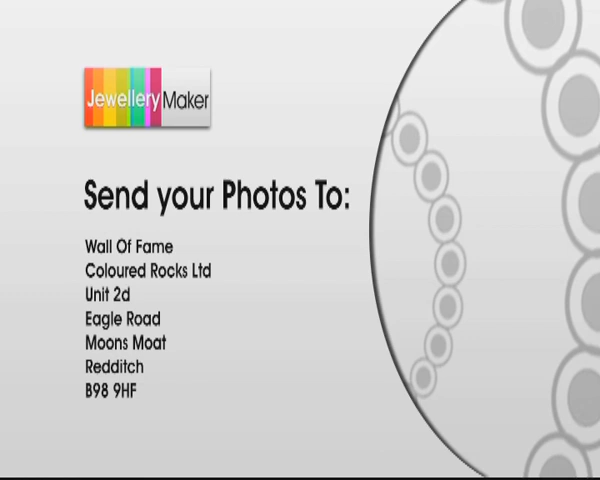 JewelleryMaker
Send your Photos To:
Wall Of Fame
Coloured Rocks Ltd
Unit 2d
Eagle Road
Moons Moat
Redditch
B98 9HF